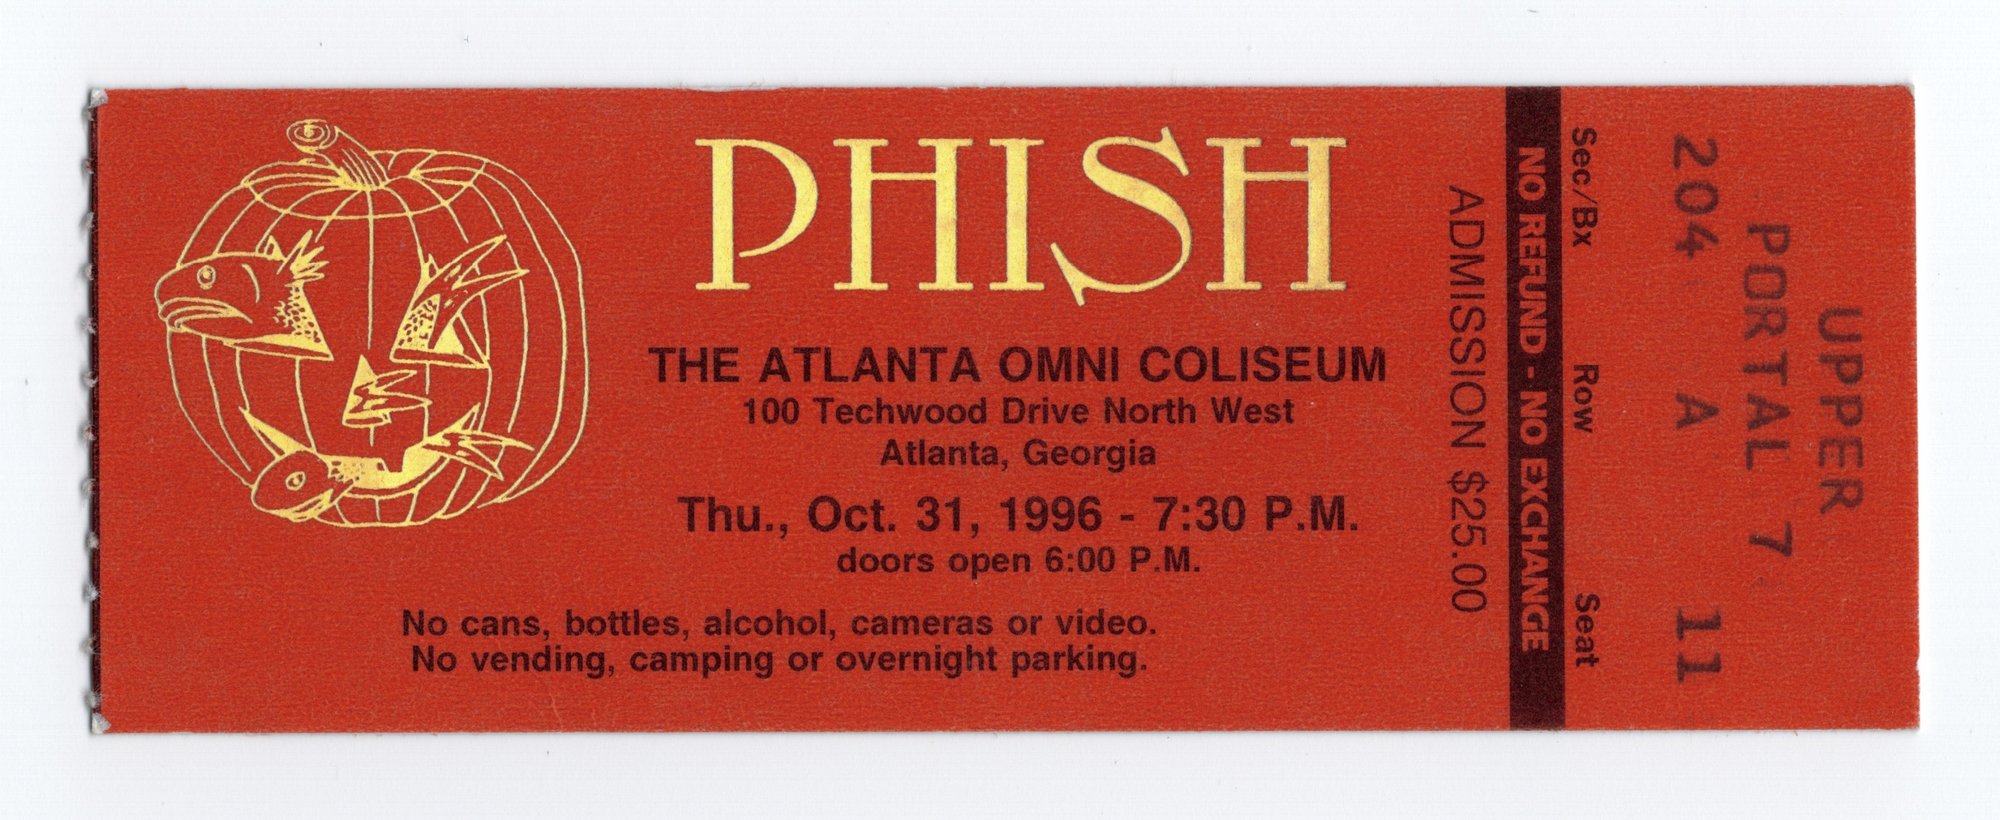 PHISH
THE ATLANTA OMNI COLISEUM
100 Techwood Drive North West
Atlanta, Georgia
Thu., Oct. 31, 1996 - 7:30 P.M.
doors open 6:00 P.M.
No cans, bottles, alcohol, cameras or video.
No vending, camping or overnight parking.
ADMISSION $25.00
NO REFUND - NO EXCHANGE
Sec/Bx Row Seat
204 A 11
PORTAL 7
UPPER